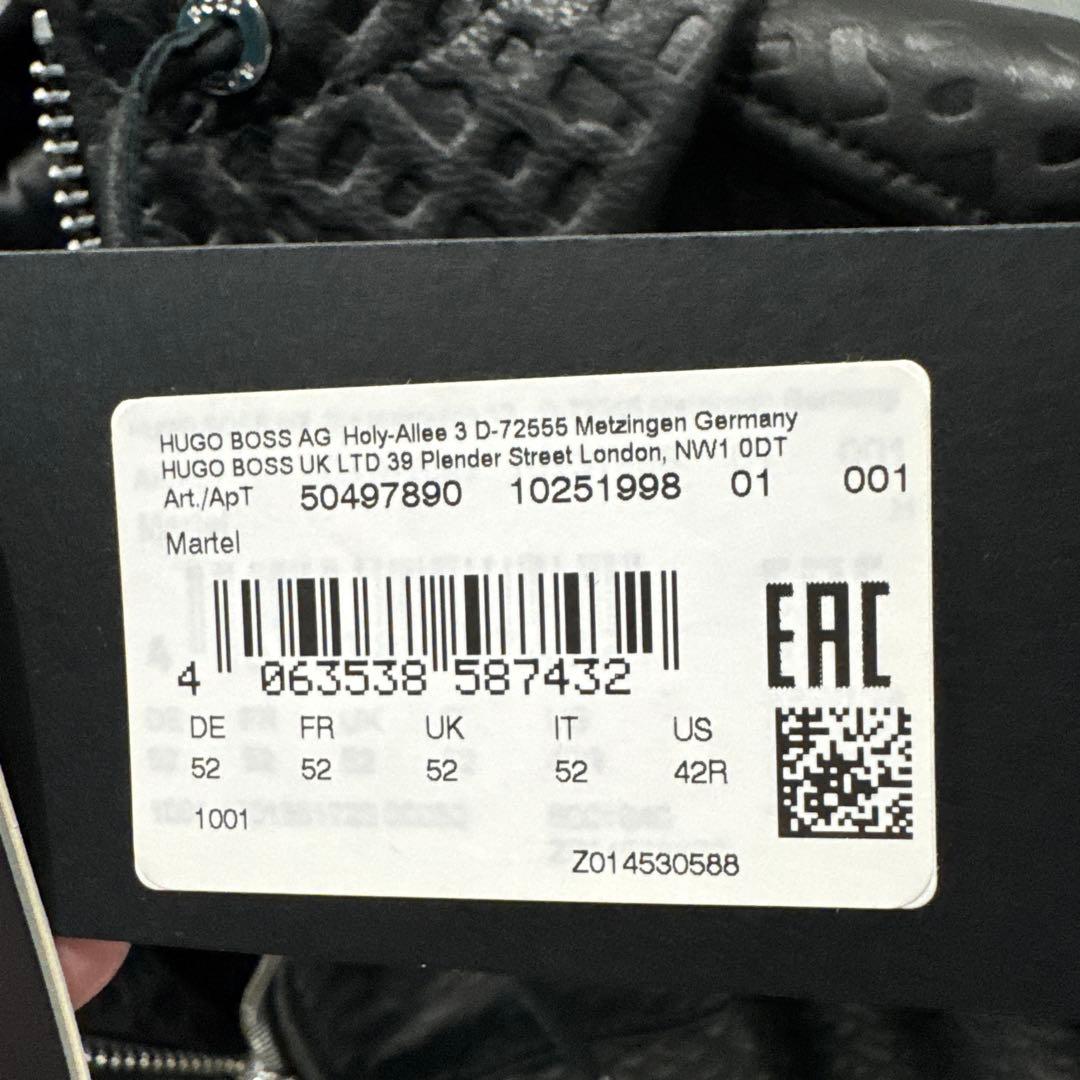 HUGO BOSS AG Holy-Allee 3 D-72555 Metzingen Germany
HUGO BOSS UK LTD 39 Plender Street London, NW1 0DT
Art./ApT 50497890 10251998 01 001
Martel
EAC
4 063538 587432
DE FR UK IT US
52 52 52 52 42R
1001
Z014530588